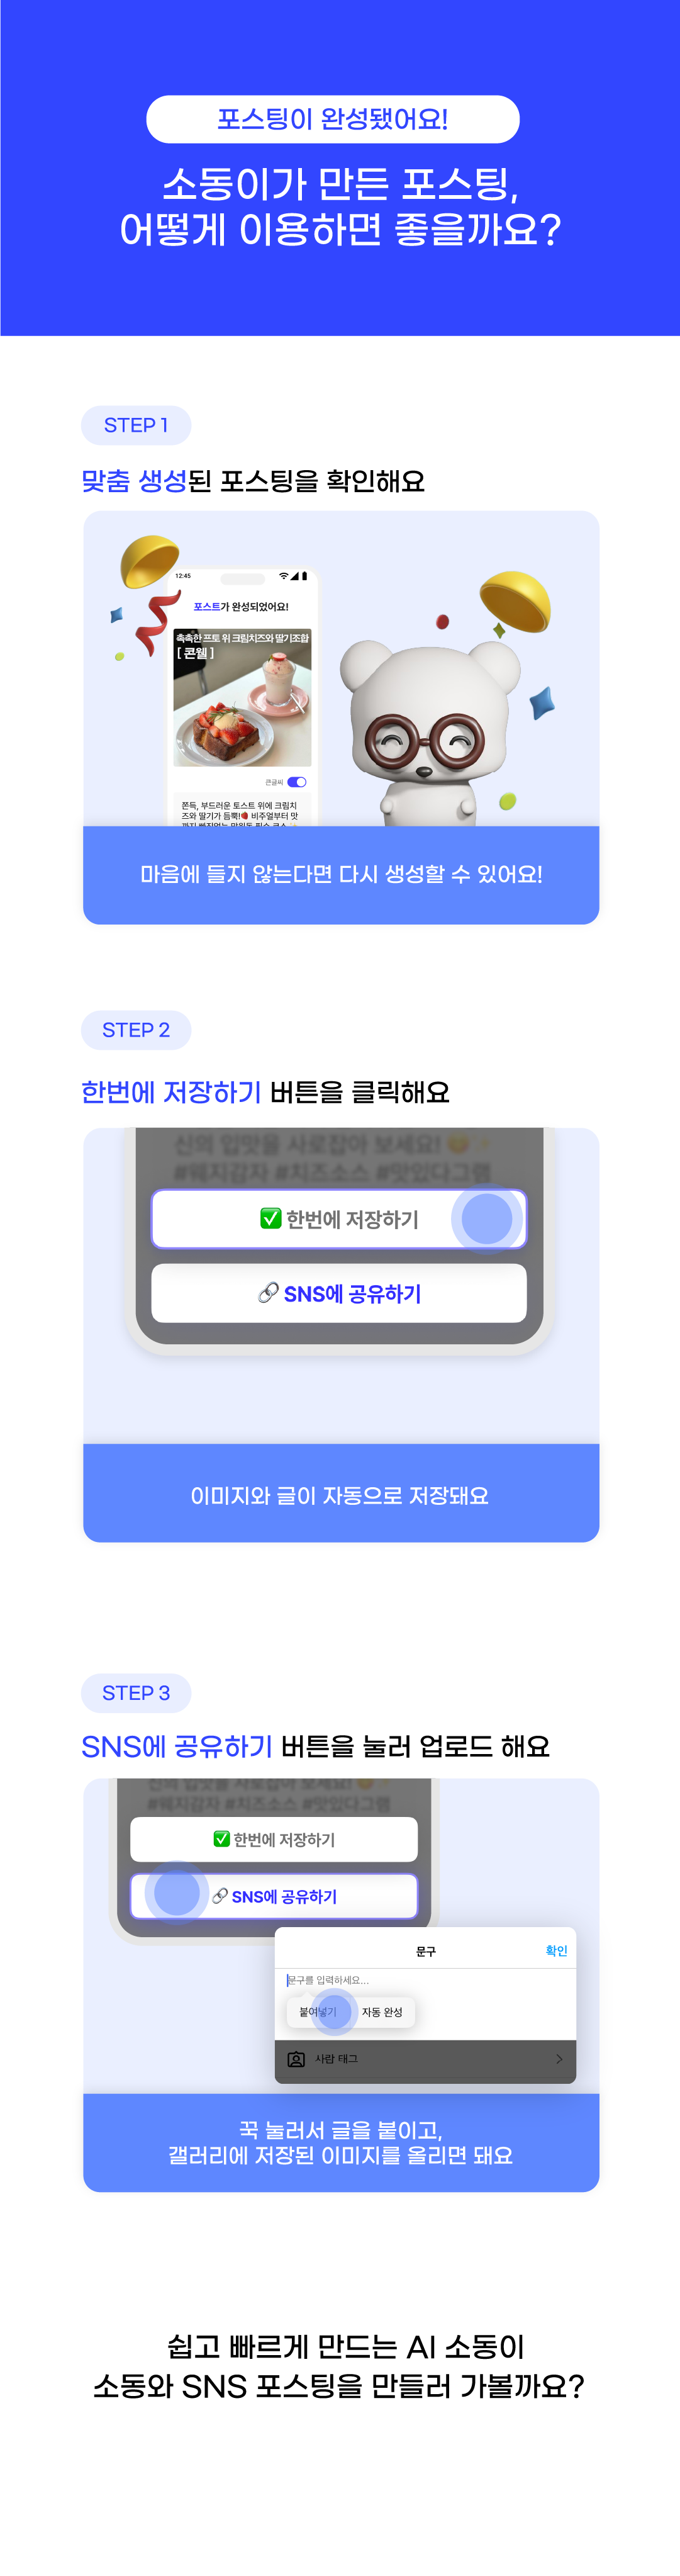 포스팅이 완성됐어요!
소동이가 만든 포스팅,
어떻게 이용하면 좋을까요?
STEP 1
맞춤 생성된 포스팅을 확인해요
12:45
포스트가 완성되었어요!
촉촉한 프토 위 크림치즈와 딸기조합
[ 콘웰 ]
큰글씨
쫀득, 부드러운 토스트 위에 크림치
즈와 딸기가 듬뿍!🍓 비주얼부터 맛
마음에 들지 않는다면 다시 생성할 수 있어요!
STEP 2
한번에 저장하기 버튼을 클릭해요
신의 입맛을 사로잡아 보세요! 😋✨
#웨지감자 #치즈소스 #맛있다그램
✅ 한번에 저장하기
🔗 SNS에 공유하기
이미지와 글이 자동으로 저장돼요
STEP 3
SNS에 공유하기 버튼을 눌러 업로드 해요
신의 입맛을 사로잡아 보세요! 😋✨
#웨지감자 #치즈소스 #맛있다그램
✅ 한번에 저장하기
🔗 SNS에 공유하기
문구 확인
문구를 입력하세요...
붙여넣기 자동 완성
사람 태그
꾹 눌러서 글을 붙이고,
갤러리에 저장된 이미지를 올리면 돼요
쉽고 빠르게 만드는 AI 소동이
소동와 SNS 포스팅을 만들러 가볼까요?